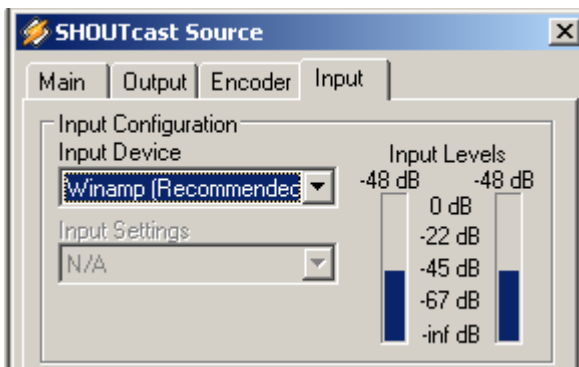 SHOUTcast Source
Main Output Encoder Input
Input Configuration
Input Device
Winamp (Recommended
Input Settings
N/A
Input Levels
-48 dB -48 dB
0 dB
-22 dB
-45 dB
-67 dB
-inf dB